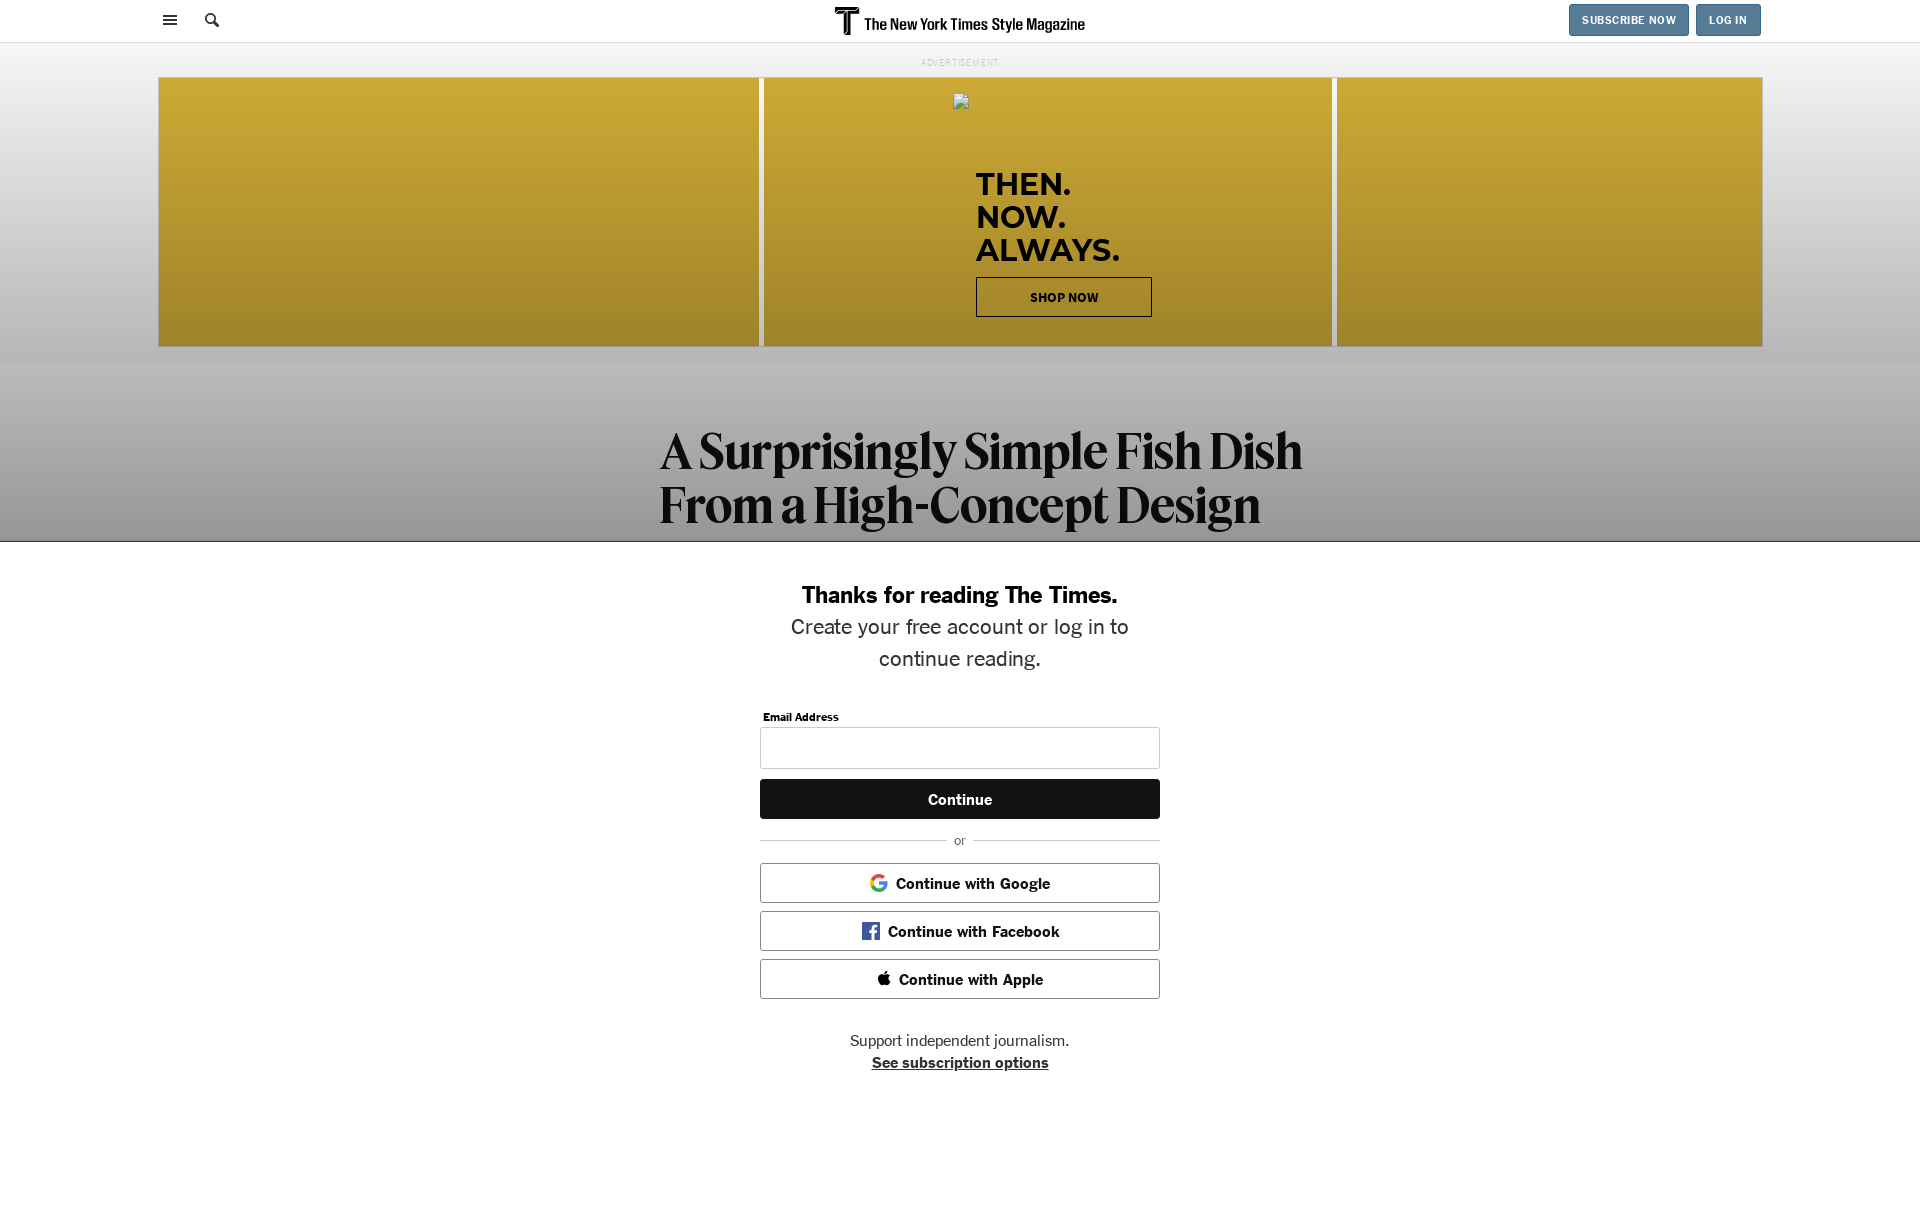 The New York Times Style Magazine
SUBSCRIBE NOW
LOG IN
ADVERTISEMENT
THEN.
NOW.
ALWAYS.
SHOP NOW
A Surprisingly Simple Fish Dish
From a High-Concept Design
Thanks for reading The Times.
Create your free account or log in to
continue reading.
Email Address
Continue
or
Continue with Google
Continue with Facebook
Continue with Apple
Support independent journalism.
See subscription options